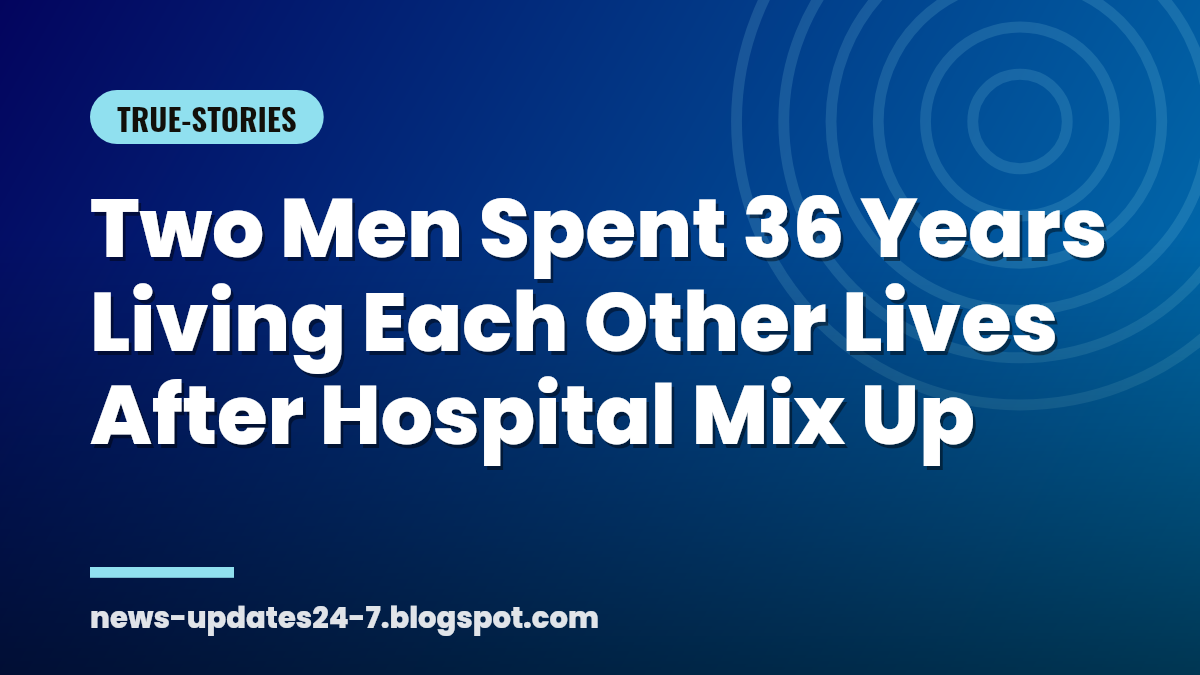 TRUE-STORIES
Two Men Spent 36 Years
Living Each Other Lives
After Hospital Mix Up
news-updates24-7.blogspot.com